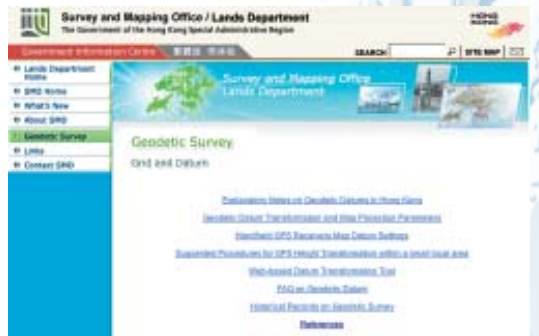 Survey and Mapping Office / Lands Department
The Government of the Hong Kong Special Administrative Region
HONG KONG
Government Information Centre
SEARCH
SITE MAP
Lands Department Home
SMO Home
What's New
About SMO
Geodetic Survey
Links
Contact SMO
Survey and Mapping Office
Lands Department
Geodetic Survey
Grid and Datum
Explanatory Notes on Geodetic Datums in Hong Kong
Geodetic Datum Transformation and Map Projection Parameters
Handheld GPS Receivers Map Datum Settings
Suggested Procedures for GPS Height Transformation within a small local area
Web-based Datum Transformation Tool
FAQ on Geodetic Datum
Historical Records on Geodetic Survey
References